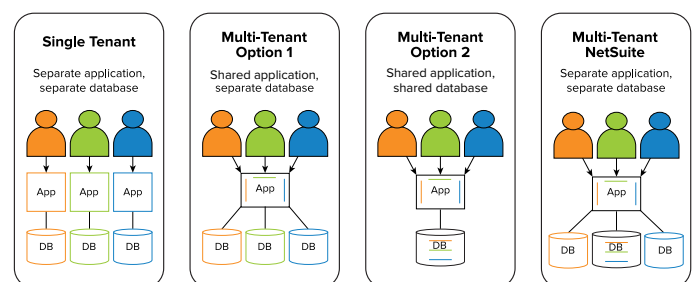 Single Tenant
Separate application,
separate database
App
App
App
DB
DB
DB
Multi-Tenant
Option 1
Shared application,
separate database
App
DB
DB
DB
Multi-Tenant
Option 2
Shared application,
shared database
App
DB
Multi-Tenant
NetSuite
Separate application,
separate database
App
DB
DB
DB